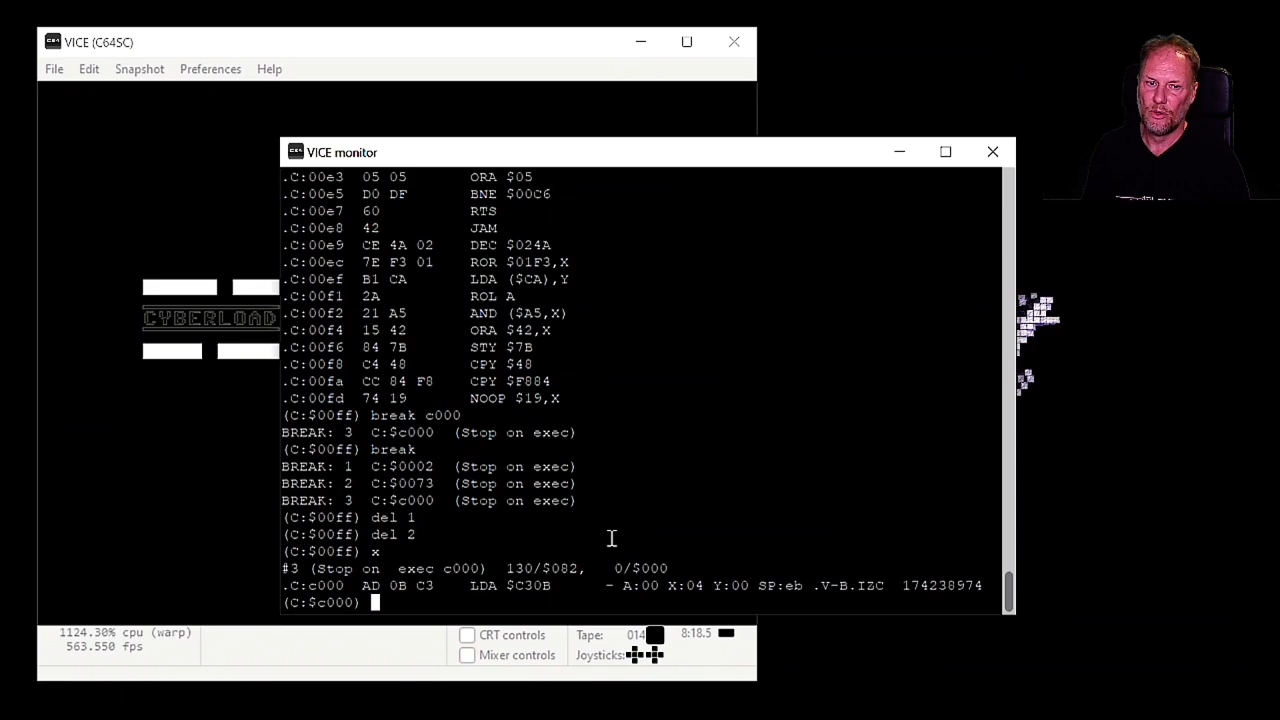 VICE (C64SC)
File Edit Snapshot Preferences Help
VICE monitor
.C:00e3 05 05 ORA $05
.C:00e5 D0 DF BNE $00C6
.C:00e7 60 RTS
.C:00e8 42 JAM
.C:00e9 CE 4A 02 DEC $024A
.C:00ec 7E F3 01 ROR $01F3,X
.C:00ef B1 CA LDA ($CA),Y
.C:00f1 2A ROL A
.C:00f2 21 A5 AND ($A5,X)
.C:00f4 15 42 ORA $42,X
.C:00f6 84 7B STY $7B
.C:00f8 C4 48 CPY $48
.C:00fa CC 84 F8 CPY $F884
.C:00fd 74 19 NOOP $19,X
(C:$00ff) break c000
BREAK: 3 C:$c000 (Stop on exec)
(C:$00ff) break
BREAK: 1 C:$0002 (Stop on exec)
BREAK: 2 C:$0073 (Stop on exec)
BREAK: 3 C:$c000 (Stop on exec)
(C:$00ff) del 1
(C:$00ff) del 2
(C:$00ff) x
#3 (Stop on exec c000) 130/$082, 0/$000
.C:c000 AD 0B C3 LDA $C30B - A:00 X:04 Y:00 SP:eb .V-B.IZC 174238974
(C:$c000)
CYBERLOAD
1124.30% cpu (warp)
563.550 fps
CRT controls
Mixer controls
Tape: 014 8:18.5
Joysticks: